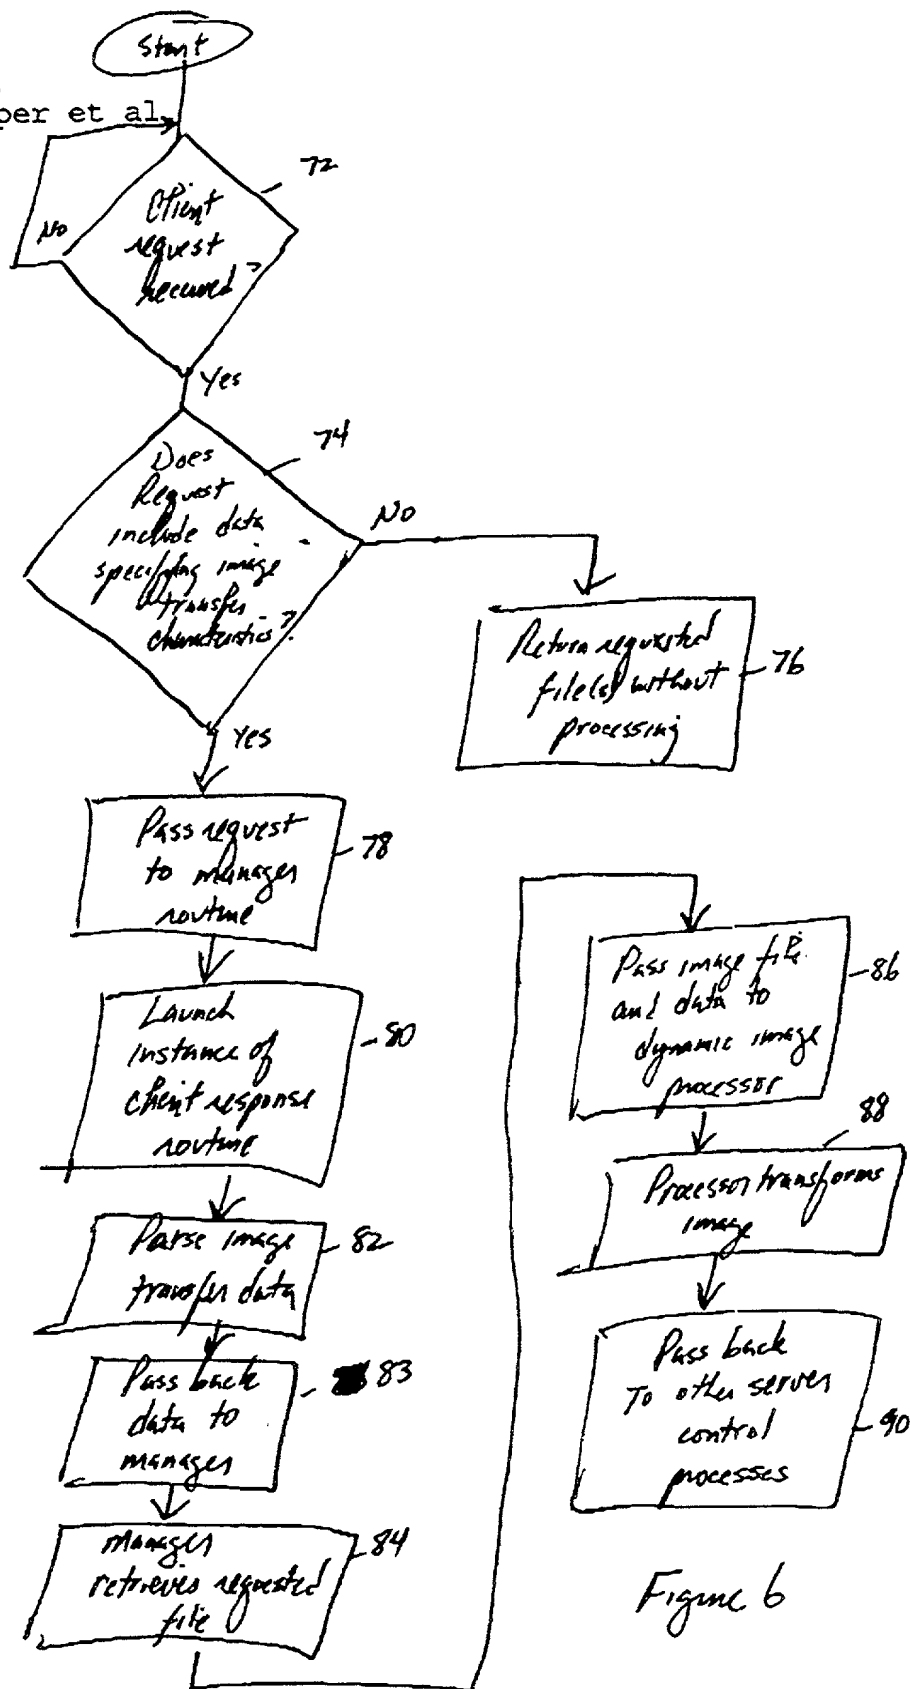 Start
per et al
72
Client
request
received?
No
Yes
74
Does
Request
include data
specifying image
transfer
characteristics?
No
Return requested
file(s) without
processing
76
Yes
Pass request
to manager
routine
78
Launch
instance of
client response
routine
80
Parse image
transfer data
82
Pass back
data to
manager
83
manager
retrieves requested
file
84
Pass image file
and data to
dynamic image
processor
86
88
Processor transforms
image
Pass back
To other server
control
processes
90
Figure 6